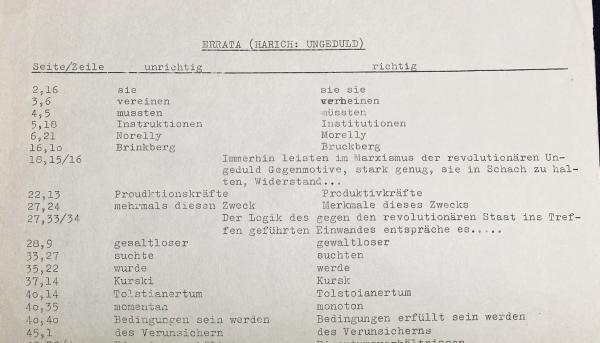 ERRATA (HARICH: UNGEDULD)
Seite/Zeile unrichtig richtig
2,16 sie sie sie
3,6 vereinen verneinen
4,5 mussten müssten
5,18 Instruktionen Institutionen
6,21 Norelly Morelly
16,1o Brinkberg Bruckberg
18,15/16 Immerhin leisten im Marxismus der revolutionären Un-
geduld Gegenmotive, stark genug, sie in Schach zu hal-
ten, Widerstand...
22,13 Proudktionskräfte Produktivkräfte
27,24 mehrmals diesen Zweck Merkmale dieses Zwecks
27,33/34 Der Logik des gegen den revolutionären Staat ins Tref-
fen geführten Einwandes entspräche es.....
28,9 gesaltloser gewaltloser
33,27 suchte suchten
35,22 wurde werde
37,14 Kurski Kursk
4o,14 Tolstianertum Tolstoianertum
4o,35 momentan monoton
4o,4o Bedingungen sein werden Bedingungen erfüllt sein werden
45,1 des Verunsichern des Verunsicherns